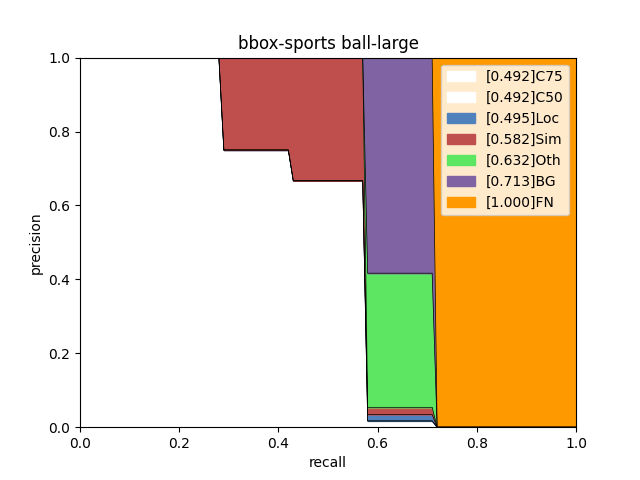 bbox-sports ball-large
1.0
0.8
0.6
0.4
0.2
0.0
precision
[0.492]C75
[0.492]C50
[0.495]Loc
[0.582]Sim
[0.632]Oth
[0.713]BG
[1.000]FN
0.0 0.2 0.4 0.6 0.8 1.0
recall